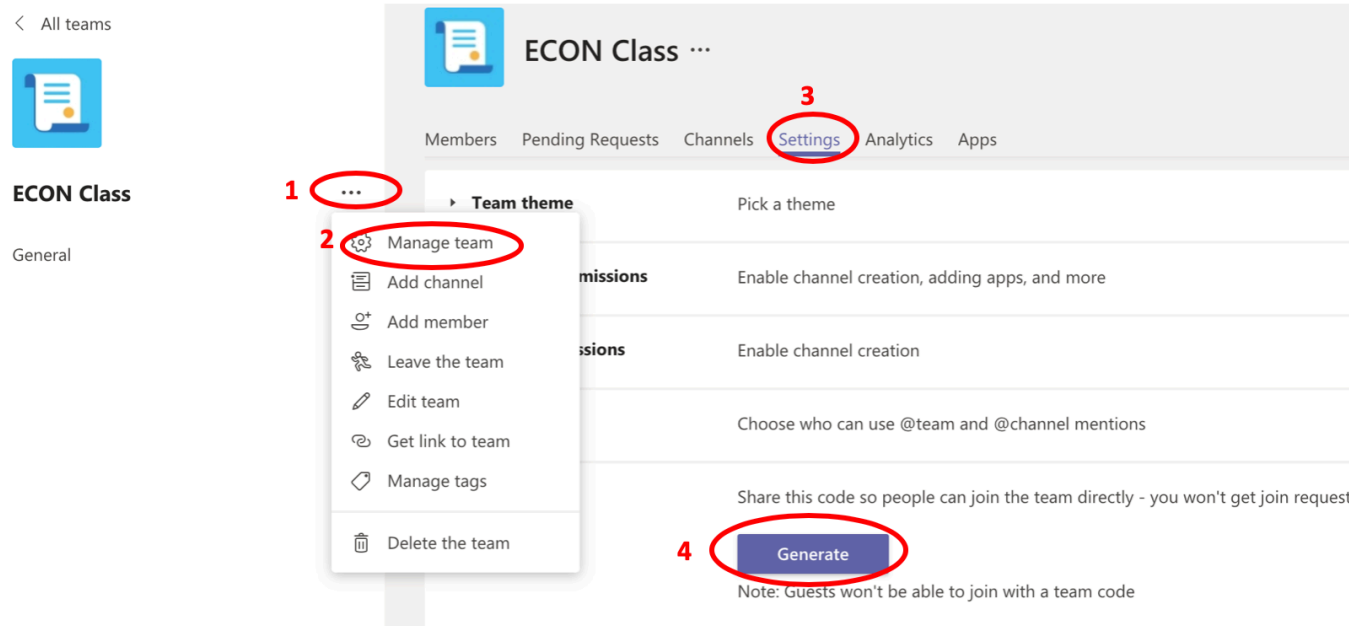 All teams
ECON Class
General
1
...
2
Manage team
Add channel
Add member
Leave the team
Edit team
Get link to team
Manage tags
Delete the team
ECON Class ...
3
Members Pending Requests Channels Settings Analytics Apps
Team theme Pick a theme
missions Enable channel creation, adding apps, and more
ssions Enable channel creation
Choose who can use @team and @channel mentions
Share this code so people can join the team directly - you won't get join request
4
Generate
Note: Guests won't be able to join with a team code